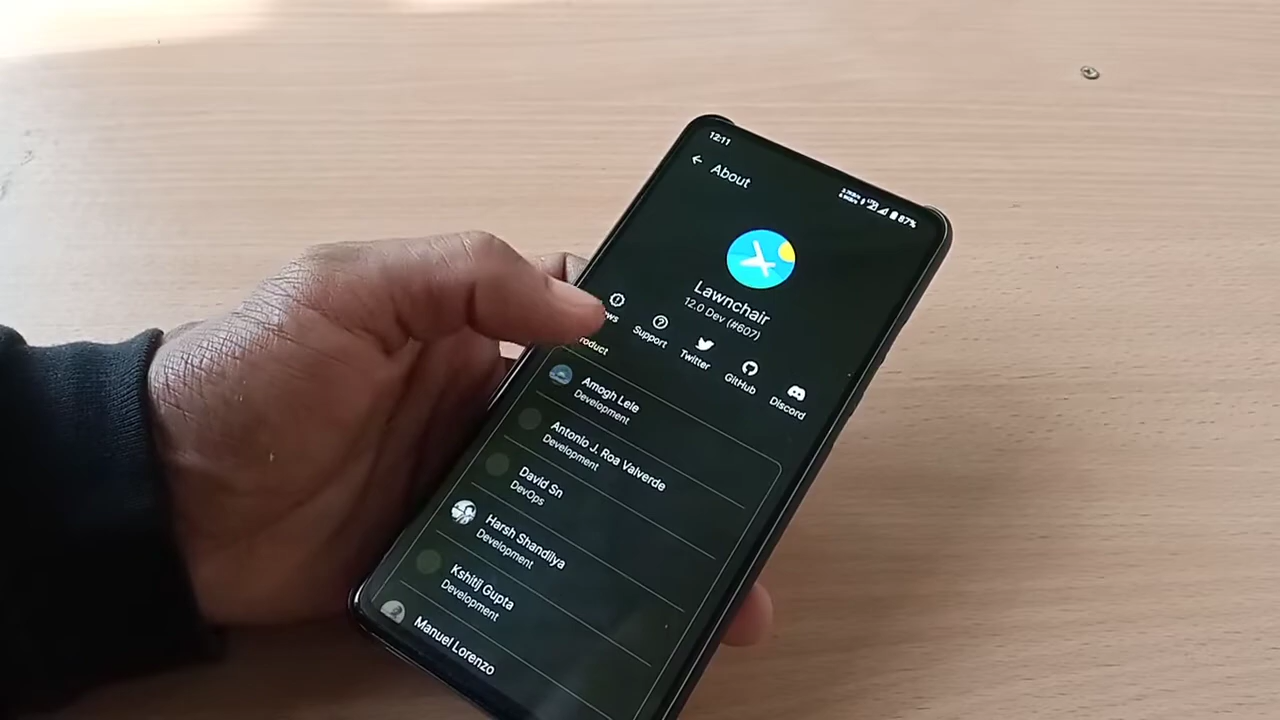 12:11
87%
About
Lawnchair
12.0 Dev (#607)
Support
Twitter
GitHub
Discord
Amogh Lele
Development
Antonio J. Roa Valverde
Development
David Sn
DevOps
Harsh Shandilya
Development
Kshitij Gupta
Development
Manuel Lorenzo